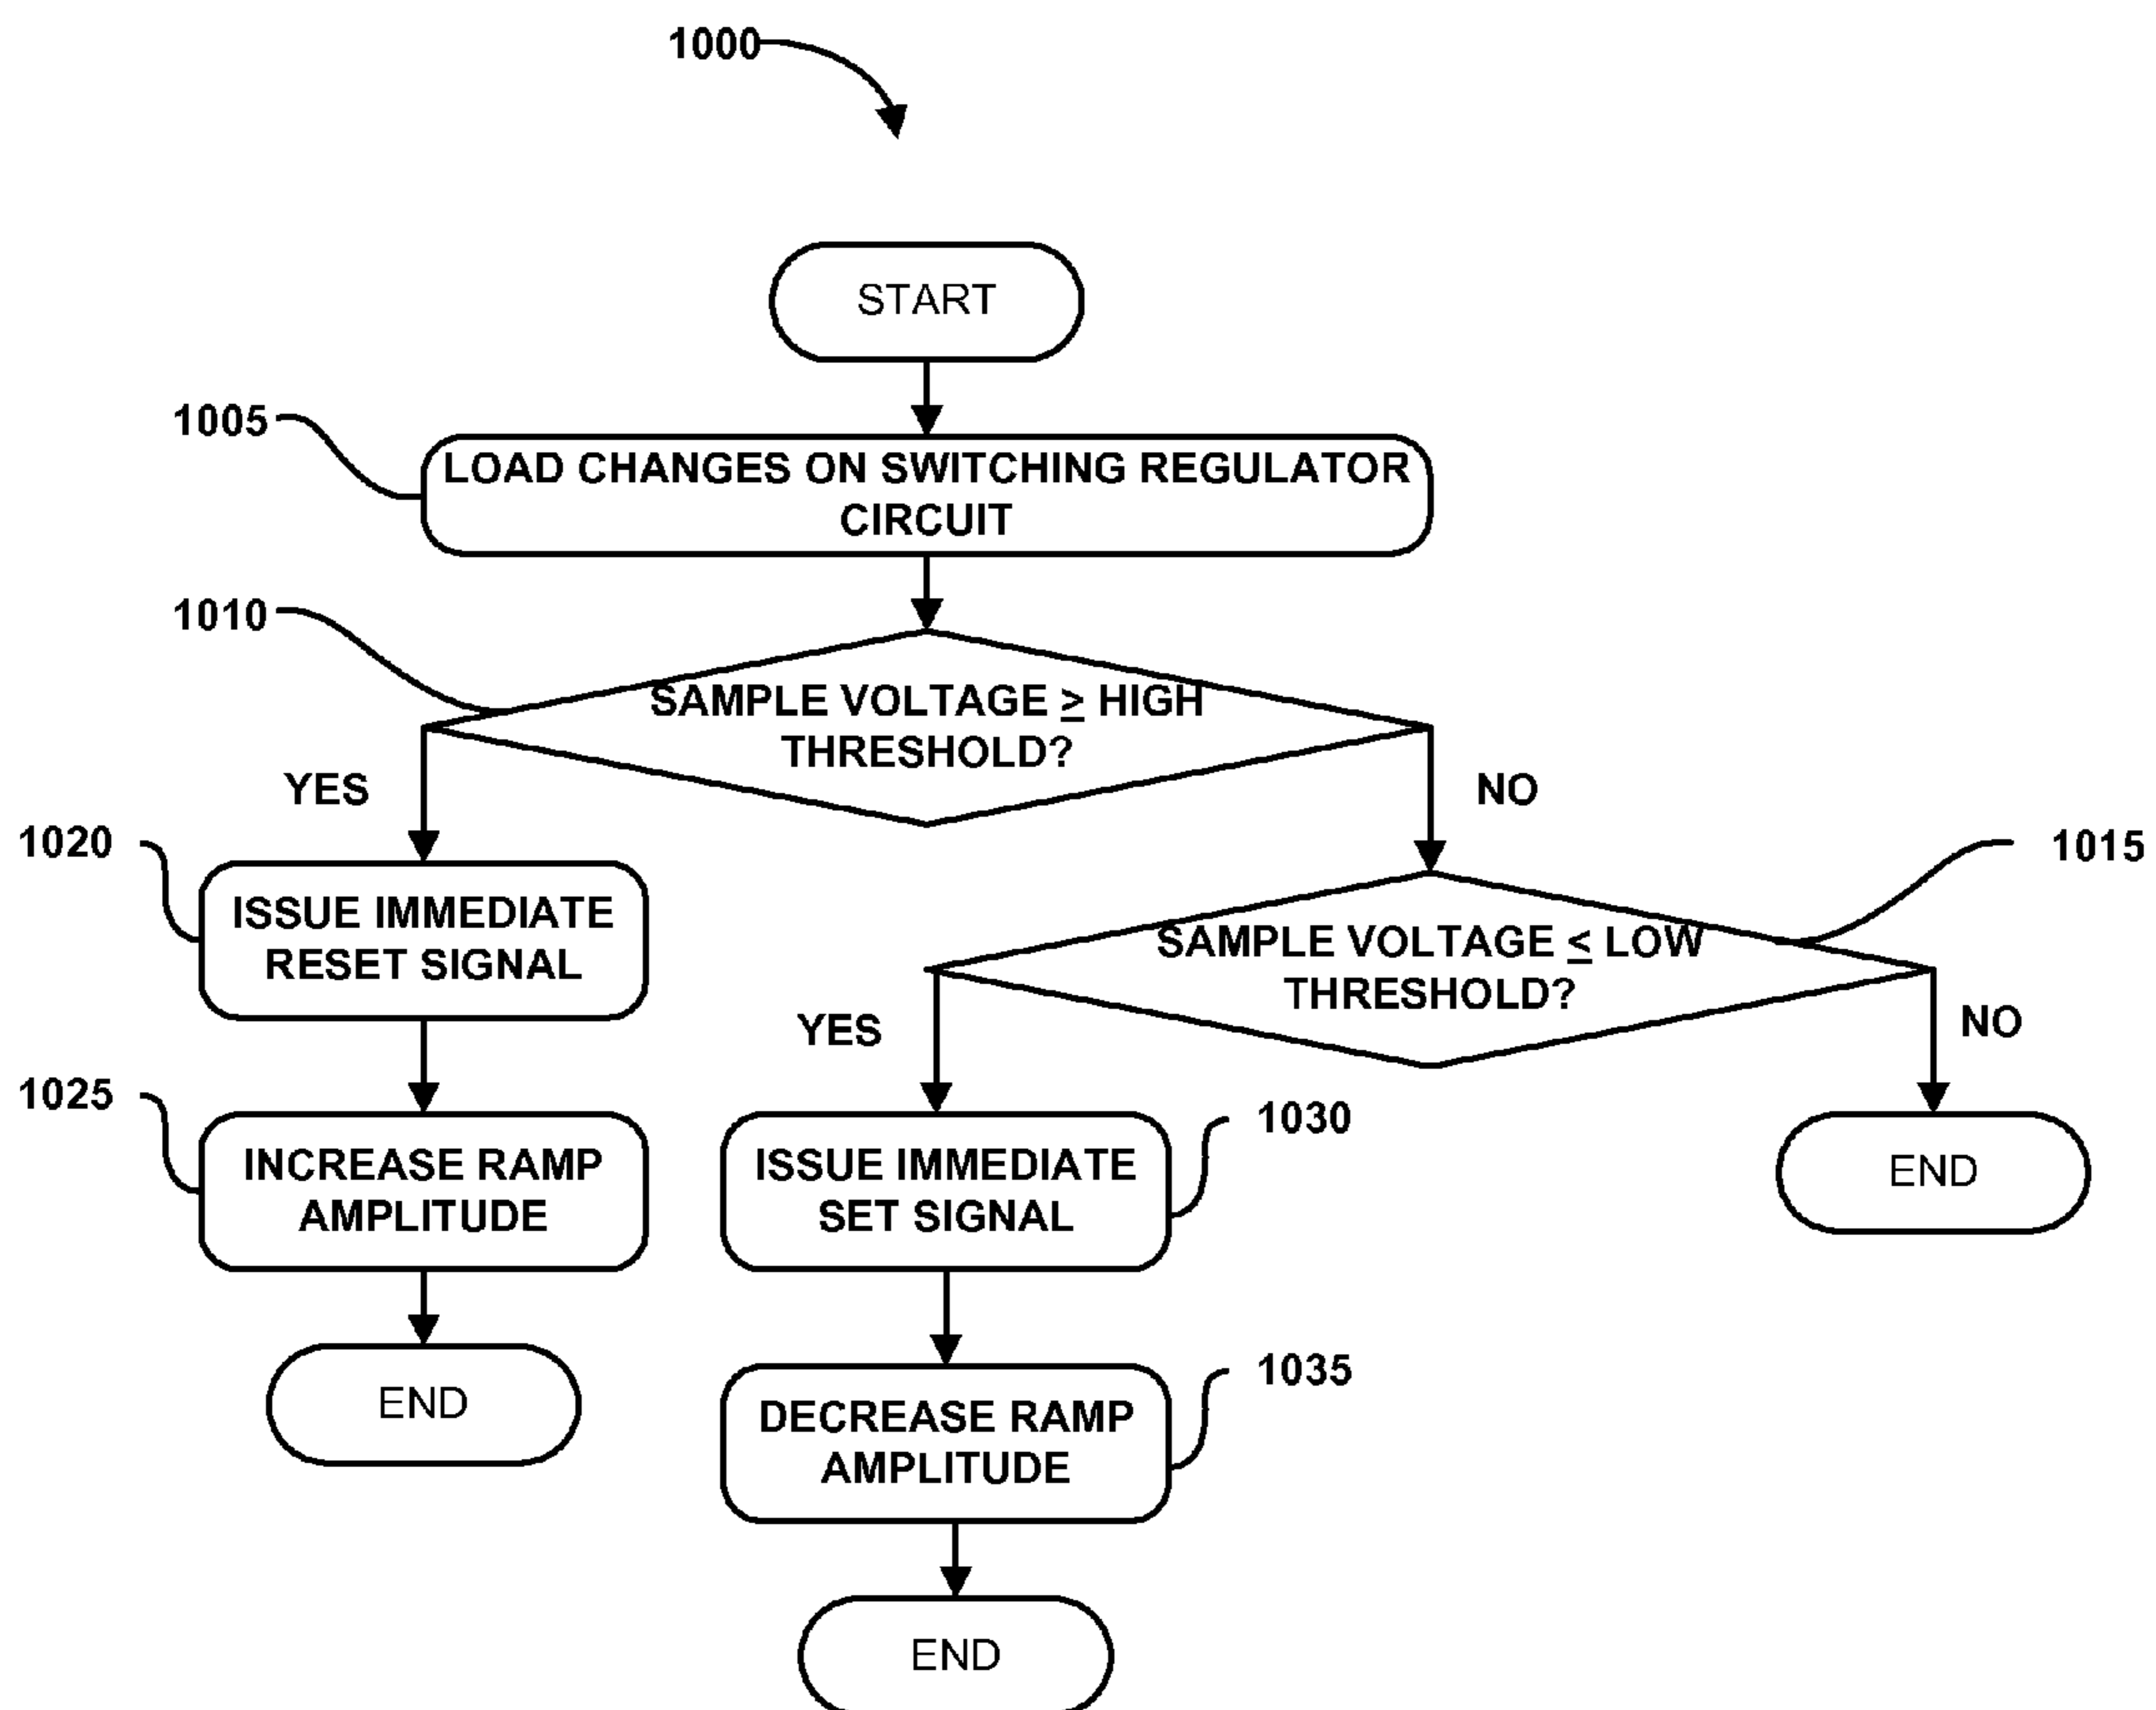 1000
START
1005
LOAD CHANGES ON SWITCHING REGULATOR
CIRCUIT
1010
SAMPLE VOLTAGE ≥ HIGH
THRESHOLD?
YES
NO
1020
1015
ISSUE IMMEDIATE
RESET SIGNAL
SAMPLE VOLTAGE ≤ LOW
THRESHOLD?
YES
NO
1025
INCREASE RAMP
AMPLITUDE
1030
ISSUE IMMEDIATE
SET SIGNAL
END
END
1035
DECREASE RAMP
AMPLITUDE
END